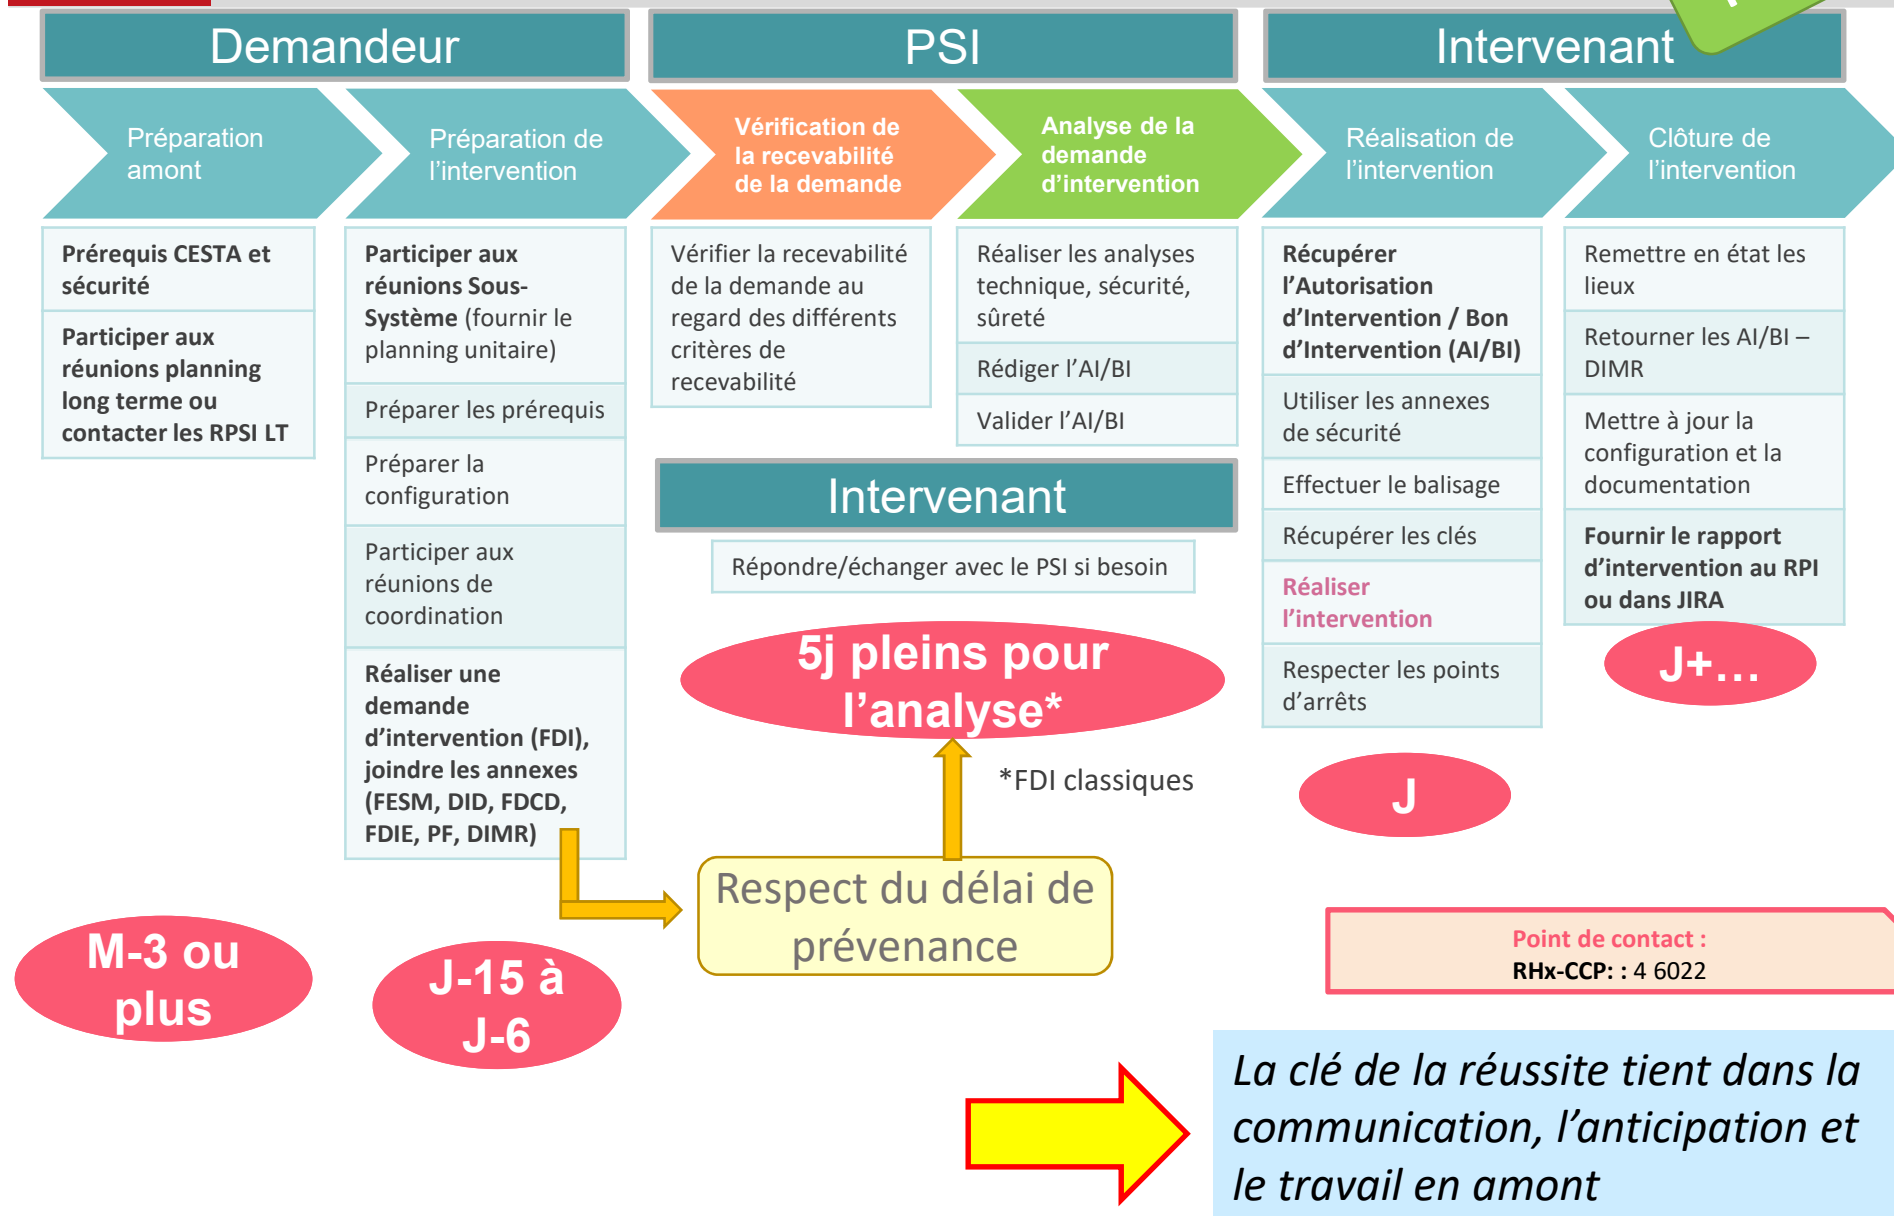 Demandeur
PSI
Intervenant
Préparation
amont
Préparation de
l’intervention
Vérification de
la recevabilité
de la demande
Analyse de la
demande
d’intervention
Réalisation de
l’intervention
Clôture de
l’intervention
Prérequis CESTA et
sécurité
Participer aux
réunions planning
long terme ou
contacter les RPSI LT
Participer aux
réunions Sous-
Système (fournir le
planning unitaire)
Préparer les prérequis
Préparer la
configuration
Participer aux
réunions de
coordination
Réaliser une
demande
d’intervention (FDI),
joindre les annexes
(FESM, DID, FDCD,
FDIE, PF, DIMR)
Vérifier la recevabilité
de la demande au
regard des différents
critères de
recevabilité
Réaliser les analyses
technique, sécurité,
sûreté
Rédiger l’AI/BI
Valider l’AI/BI
Intervenant
Répondre/échanger avec le PSI si besoin
5j pleins pour
l’analyse*
*FDI classiques
Respect du délai de
prévenance
Récupérer
l’Autorisation
d’Intervention / Bon
d’Intervention (AI/BI)
Utiliser les annexes
de sécurité
Effectuer le balisage
Récupérer les clés
Réaliser
l’intervention
Respecter les points
d’arrêts
Remettre en état les
lieux
Retourner les AI/BI –
DIMR
Mettre à jour la
configuration et la
documentation
Fournir le rapport
d’intervention au RPI
ou dans JIRA
J+…
J
M-3 ou
plus
J-15 à
J-6
Point de contact :
RHx-CCP: : 4 6022
La clé de la réussite tient dans la
communication, l’anticipation et
le travail en amont